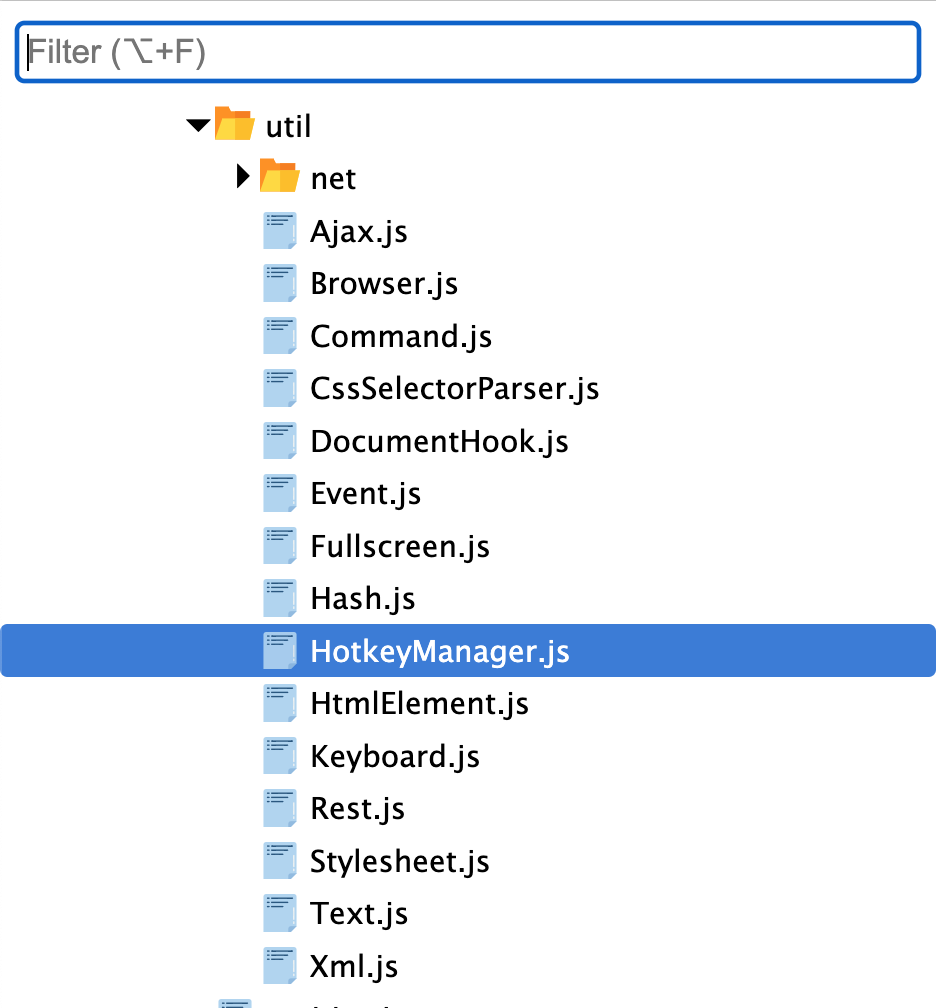 Filter (⌥+F)
util
net
Ajax.js
Browser.js
Command.js
CssSelectorParser.js
DocumentHook.js
Event.js
Fullscreen.js
Hash.js
HotkeyManager.js
HtmlElement.js
Keyboard.js
Rest.js
Stylesheet.js
Text.js
Xml.js